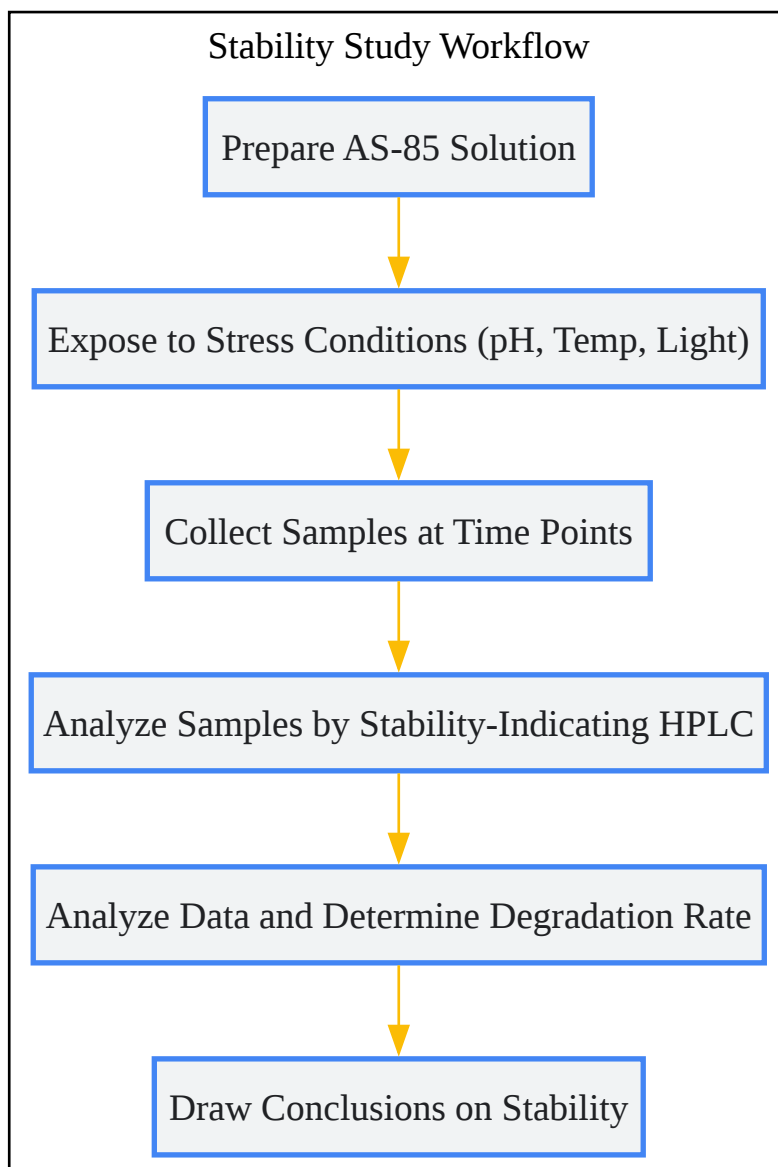 Stability Study Workflow
Prepare AS-85 Solution
Expose to Stress Conditions (pH, Temp, Light)
Collect Samples at Time Points
Analyze Samples by Stability-Indicating HPLC
Analyze Data and Determine Degradation Rate
Draw Conclusions on Stability